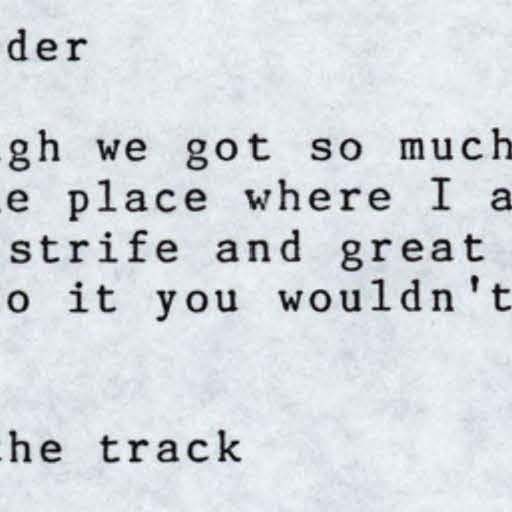 der
gh we got so much
e place where I a
strife and great
o it you wouldn't
he track